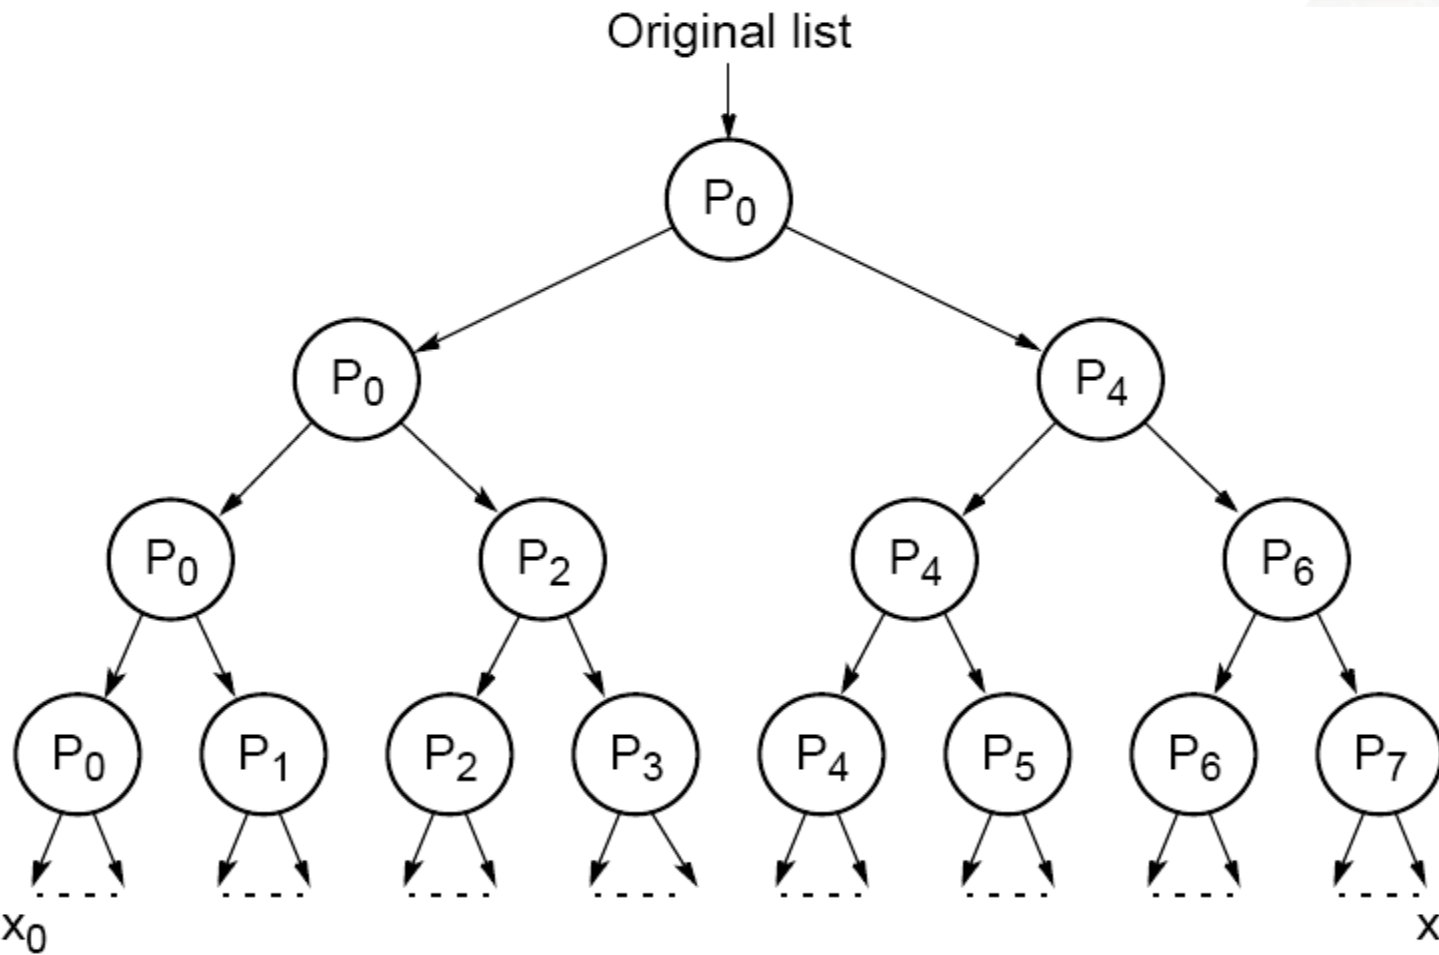 Original list
P0
P0 P4
P0 P2 P4 P6
P0 P1 P2 P3 P4 P5 P6 P7
x0 x